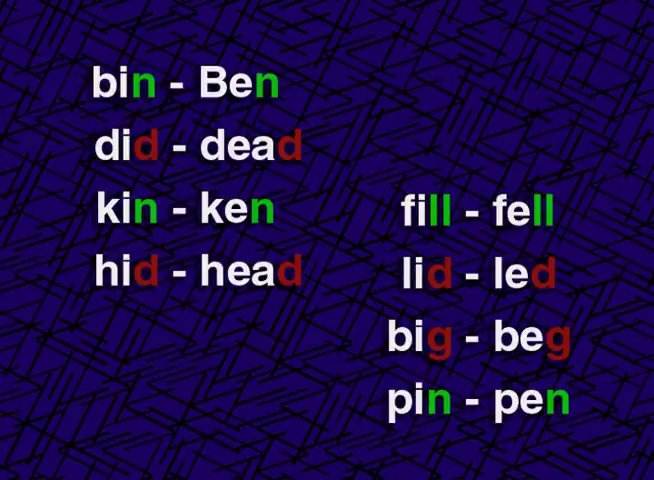 bin - Ben
did - dead
kin - ken
hid - head
fill - fell
lid - led
big - beg
pin - pen